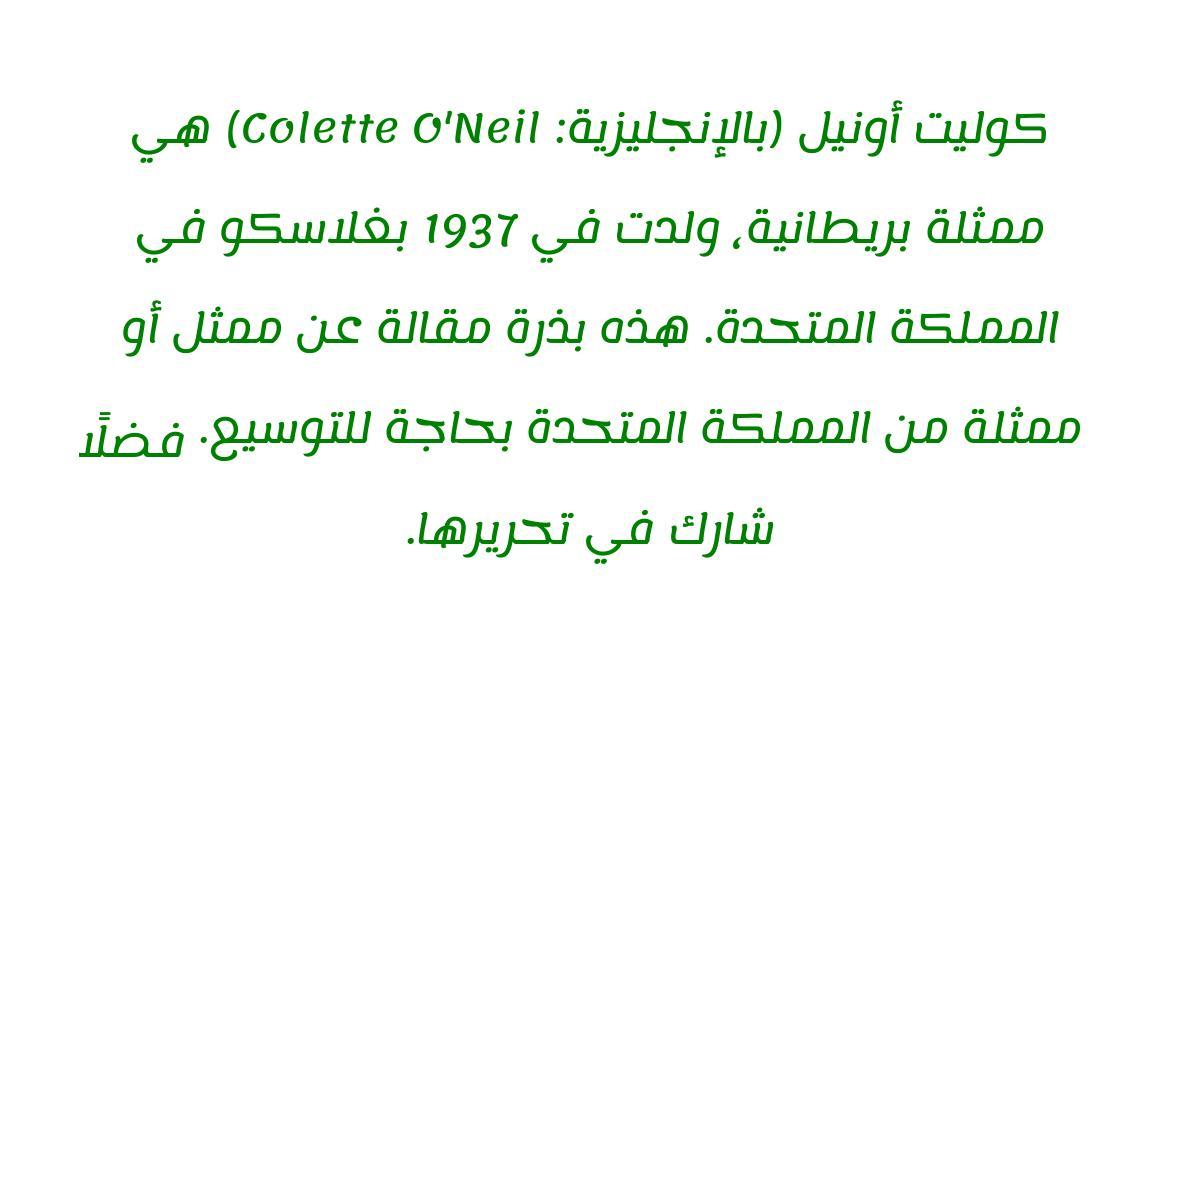 كوليت أونيل (بالإنجليزية: Colette O'Neil) هي
ممثلة بريطانية، ولدت في 1937 بغلاسكو في
المملكة المتحدة. هذه بذرة مقالة عن ممثل أو
ممثلة من المملكة المتحدة بحاجة للتوسيع. فضلًا
شارك في تحريرها.